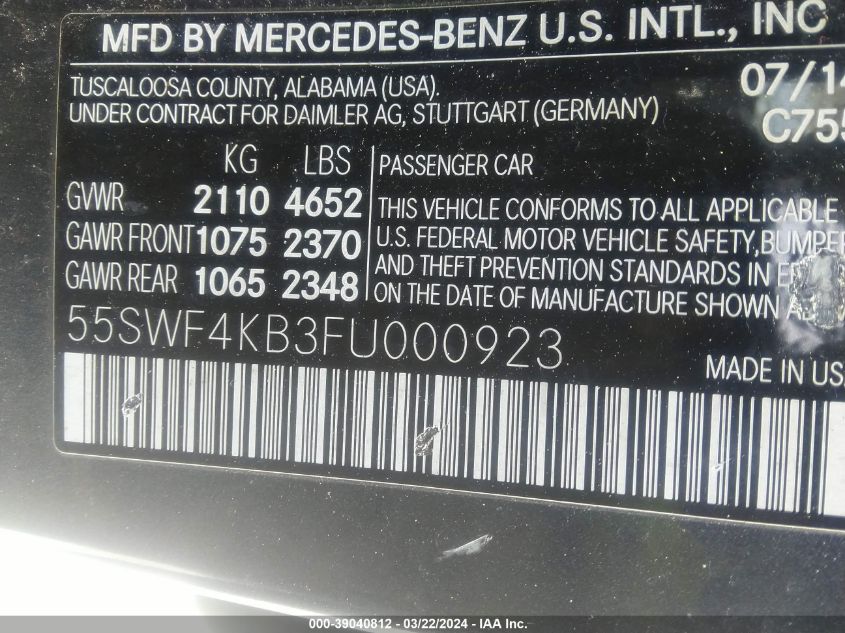 MFD BY MERCEDES-BENZ U.S. INTL., INC
TUSCALOOSA COUNTY, ALABAMA (USA).
07/14
UNDER CONTRACT FOR DAIMLER AG, STUTTGART (GERMANY)
C755
KG LBS
PASSENGER CAR
GVWR 2110 4652
GAWR FRONT 1075 2370
GAWR REAR 1065 2348
THIS VEHICLE CONFORMS TO ALL APPLICABLE
U.S. FEDERAL MOTOR VEHICLE SAFETY, BUMPER
AND THEFT PREVENTION STANDARDS IN
ON THE DATE OF MANUFACTURE SHOWN
55SWF4KB3FU000923
MADE IN USA
000-39040812 - 03/22/2024 - IAA Inc.